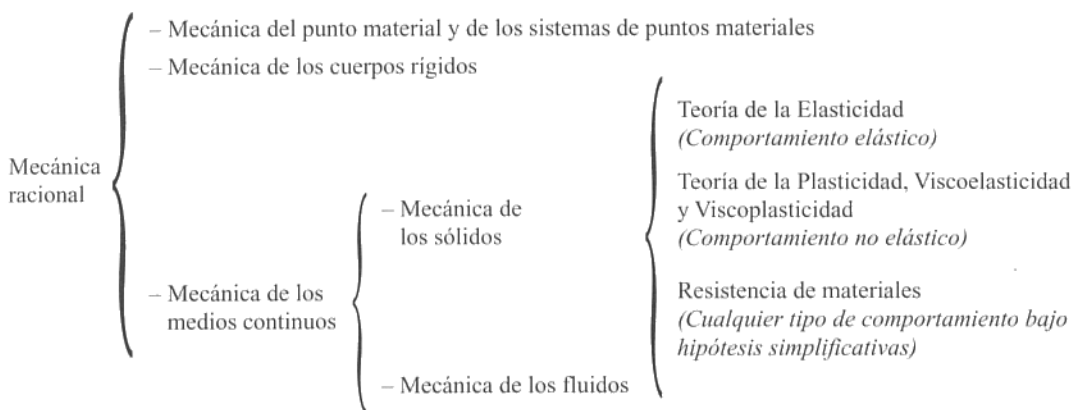 – Mecánica del punto material y de los sistemas de puntos materiales
– Mecánica de los cuerpos rígidos
Mecánica
racional
– Mecánica de los
medios continuos
– Mecánica de
los sólidos
– Mecánica de los fluidos
Teoría de la Elasticidad
(Comportamiento elástico)
Teoría de la Plasticidad, Viscoelasticidad
y Viscoplasticidad
(Comportamiento no elástico)
Resistencia de materiales
(Cualquier tipo de comportamiento bajo
hipótesis simplificativas)